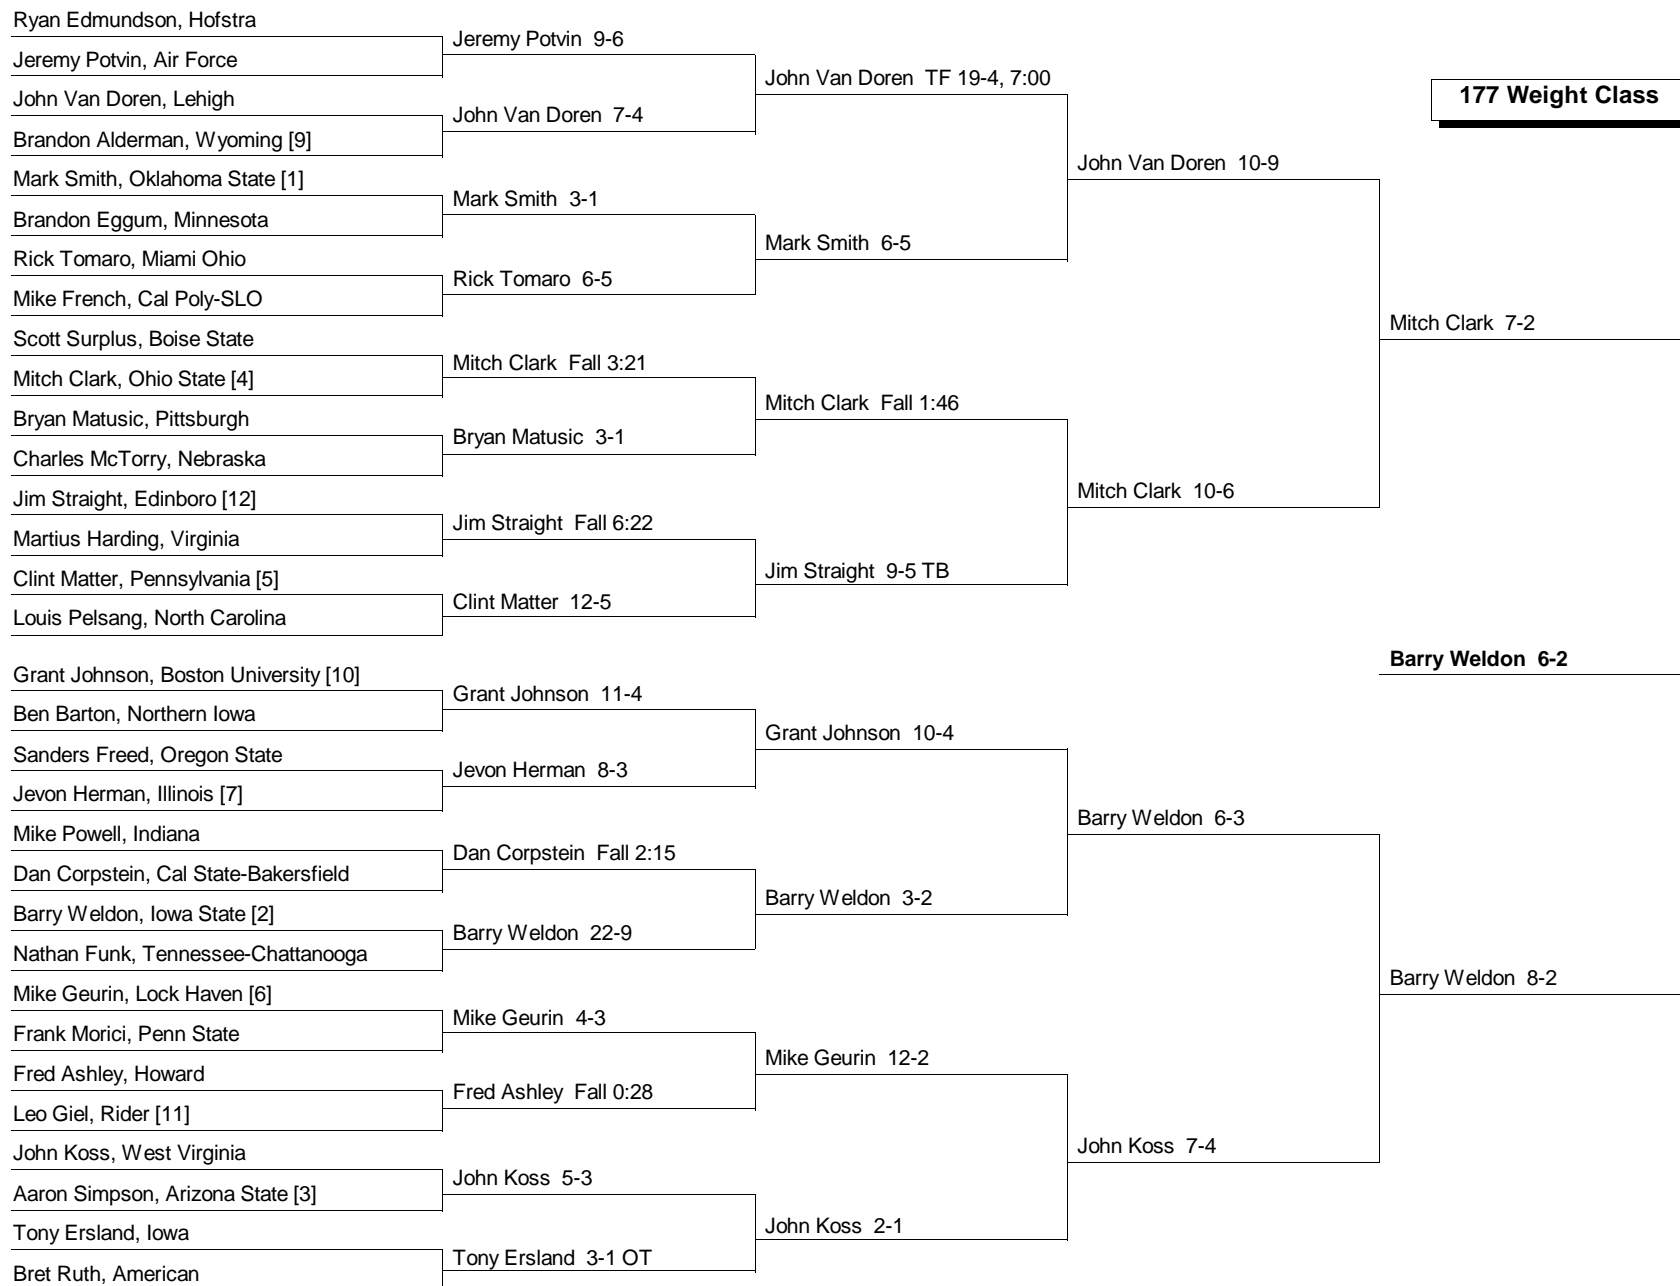 Ryan Edmundson, Hofstra
Jeremy Potvin, Air Force
John Van Doren, Lehigh
Brandon Alderman, Wyoming [9]
Mark Smith, Oklahoma State [1]
Brandon Eggum, Minnesota
Rick Tomaro, Miami Ohio
Mike French, Cal Poly-SLO
Scott Surplus, Boise State
Mitch Clark, Ohio State [4]
Bryan Matusic, Pittsburgh
Charles McTorry, Nebraska
Jim Straight, Edinboro [12]
Martius Harding, Virginia
Clint Matter, Pennsylvania [5]
Louis Pelsang, North Carolina
Grant Johnson, Boston University [10]
Ben Barton, Northern Iowa
Sanders Freed, Oregon State
Jevon Herman, Illinois [7]
Mike Powell, Indiana
Dan Corpstein, Cal State-Bakersfield
Barry Weldon, Iowa State [2]
Nathan Funk, Tennessee-Chattanooga
Mike Geurin, Lock Haven [6]
Frank Morici, Penn State
Fred Ashley, Howard
Leo Giel, Rider [11]
John Koss, West Virginia
Aaron Simpson, Arizona State [3]
Tony Ersland, Iowa
Bret Ruth, American
Jeremy Potvin 9-6
John Van Doren 7-4
Mark Smith 3-1
Rick Tomaro 6-5
Mitch Clark Fall 3:21
Bryan Matusic 3-1
Jim Straight Fall 6:22
Clint Matter 12-5
Grant Johnson 11-4
Jevon Herman 8-3
Dan Corpstein Fall 2:15
Barry Weldon 22-9
Mike Geurin 4-3
Fred Ashley Fall 0:28
John Koss 5-3
Tony Ersland 3-1 OT
John Van Doren TF 19-4, 7:00
Mark Smith 6-5
Mitch Clark Fall 1:46
Jim Straight 9-5 TB
Grant Johnson 10-4
Barry Weldon 3-2
Mike Geurin 12-2
John Koss 2-1
John Van Doren 10-9
Mitch Clark 10-6
Barry Weldon 6-3
John Koss 7-4
177 Weight Class
Mitch Clark 7-2
Barry Weldon 6-2
Barry Weldon 8-2